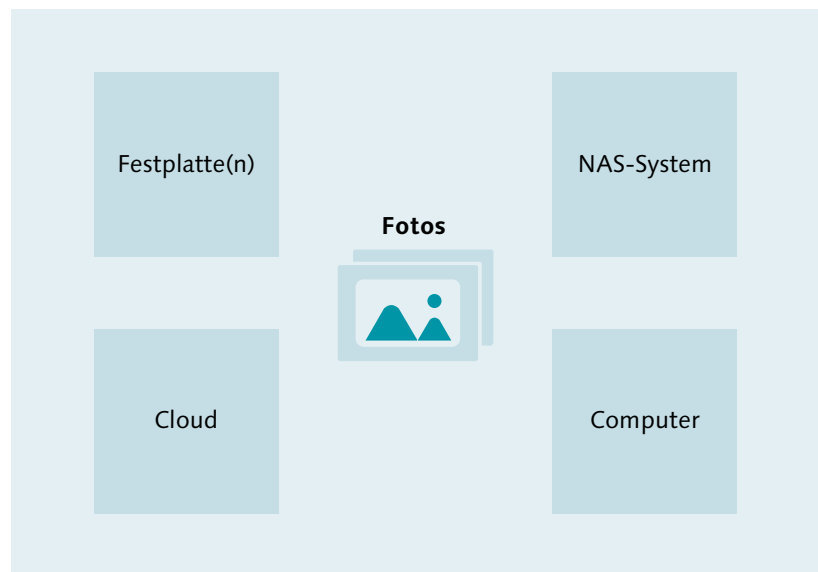 Festplatte(n)
NAS-System
Fotos
Cloud
Computer